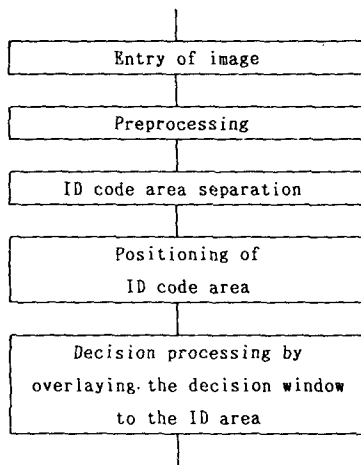 Entry of image
Preprocessing
ID code area separation
Positioning of
ID code area
Decision processing by
overlaying. the decision window
to the ID area